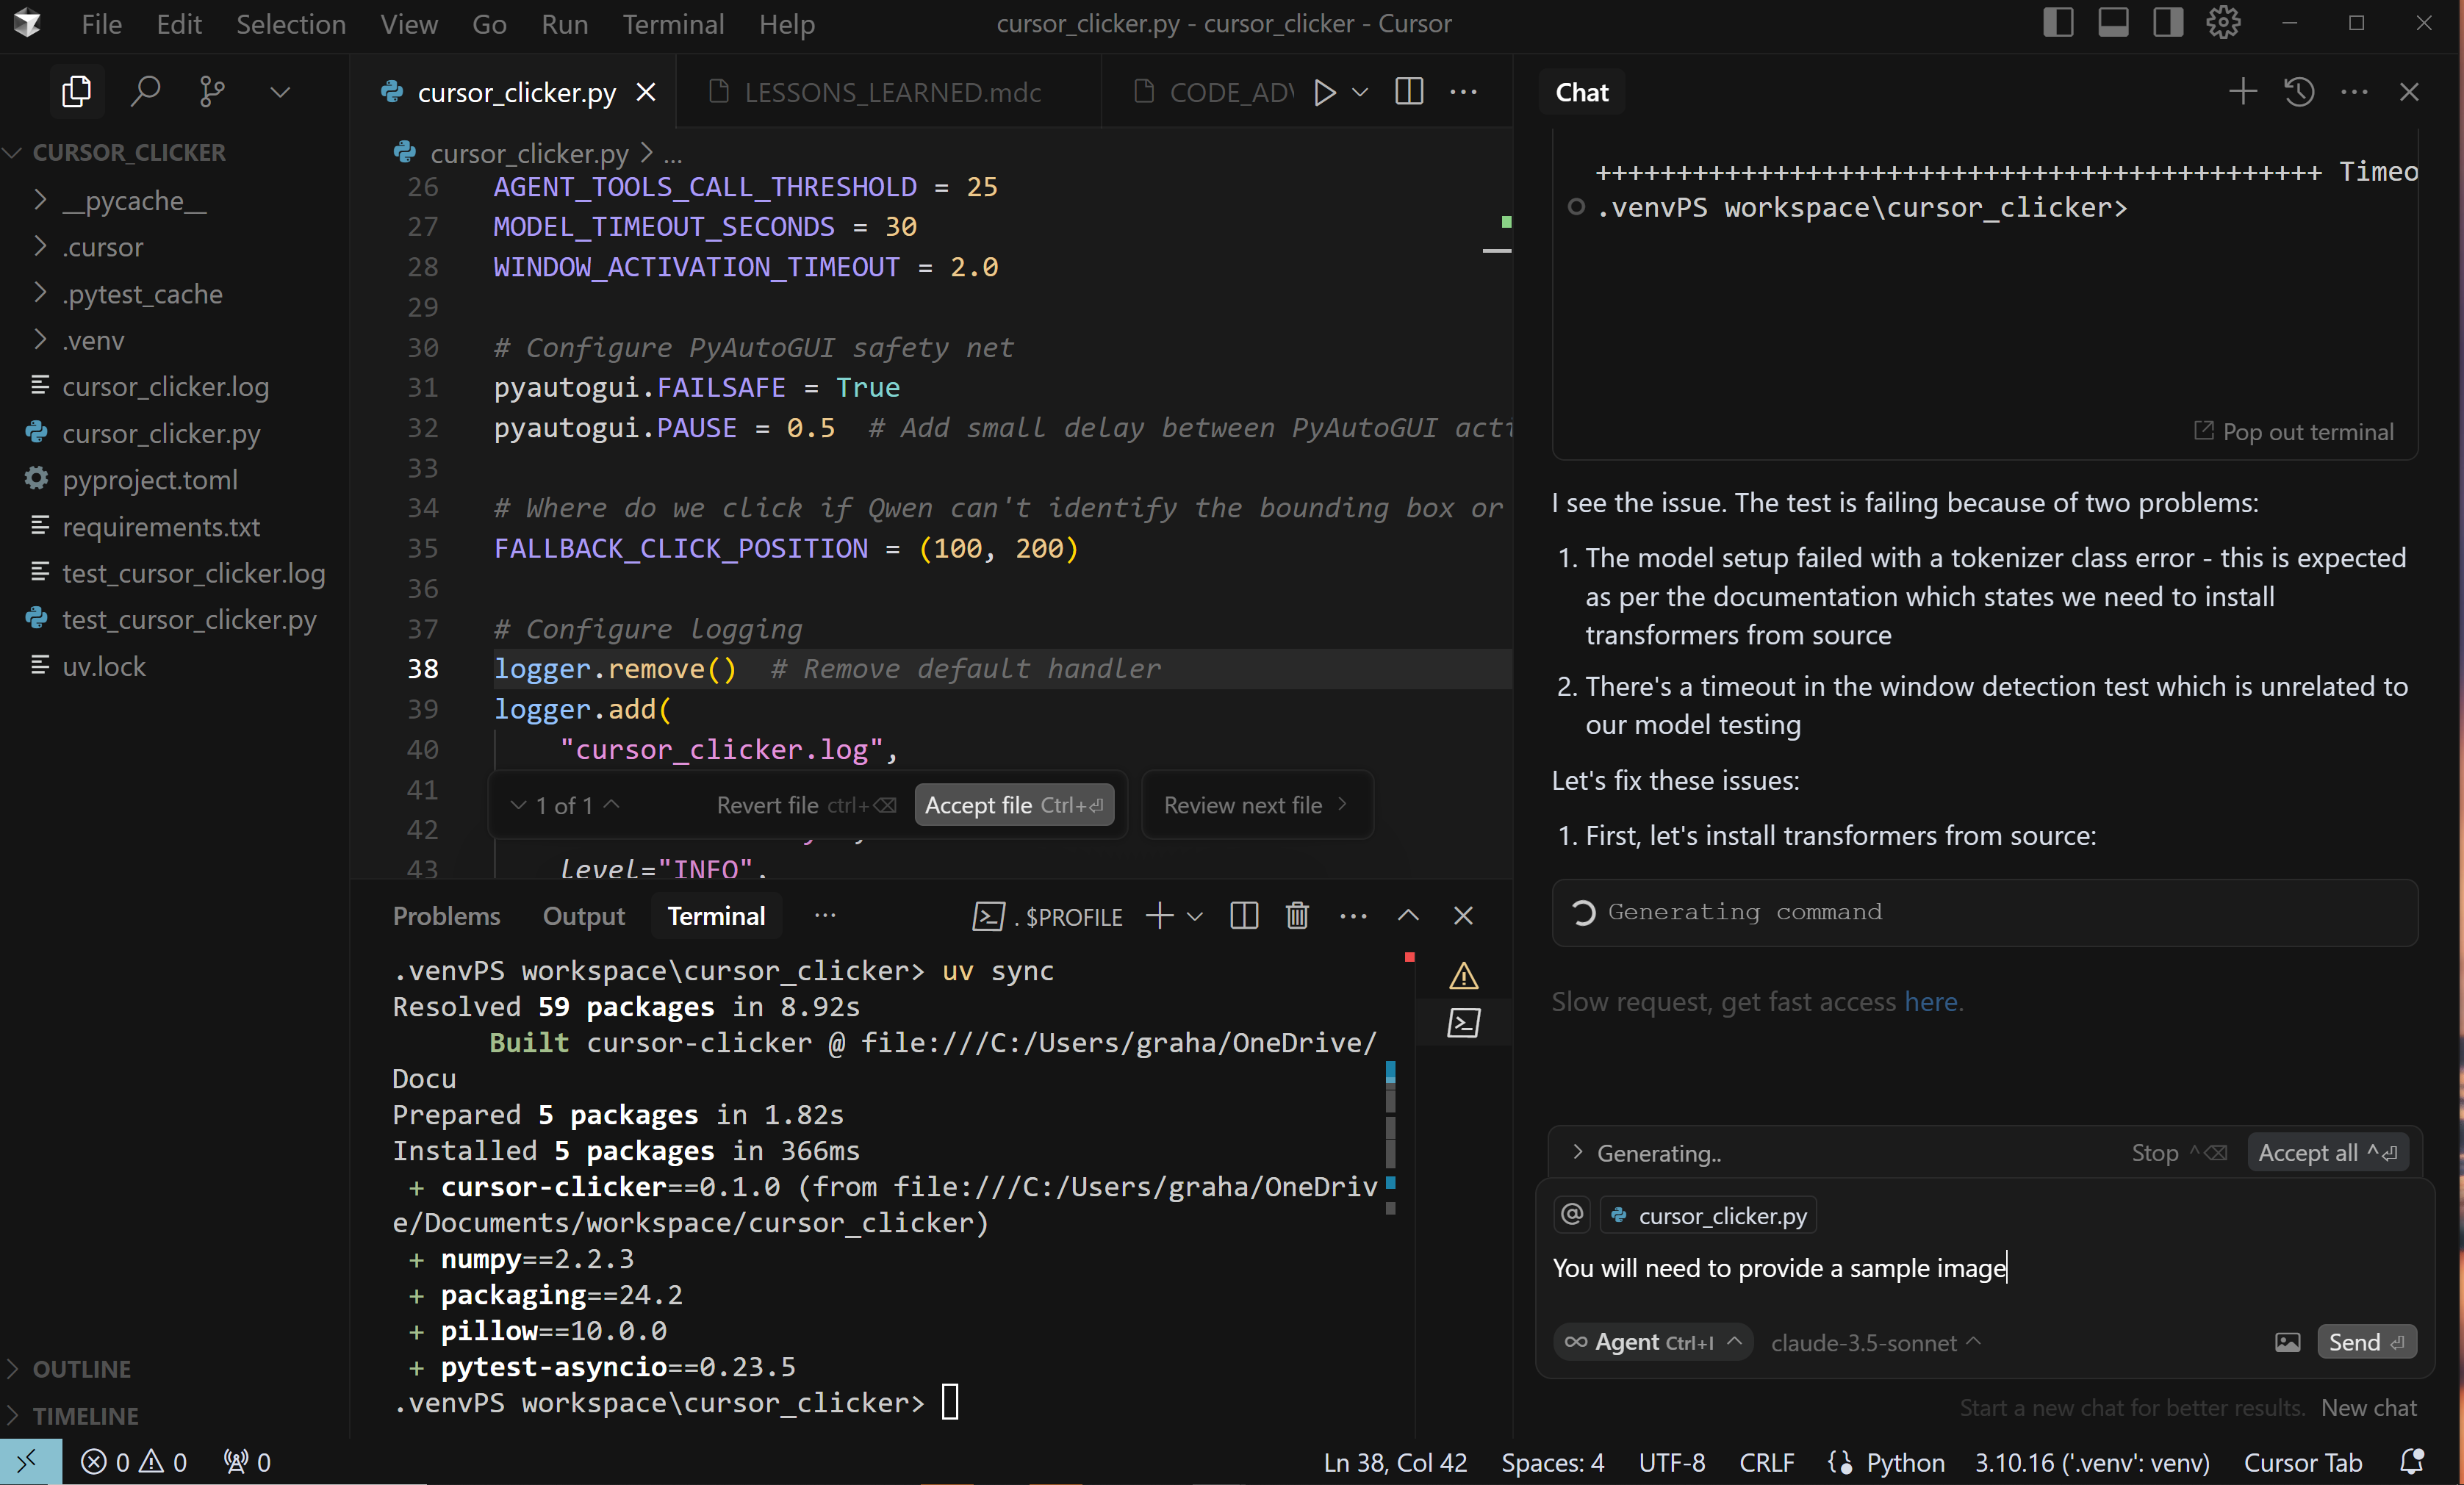 File Edit Selection View Go Run Terminal Help
cursor_clicker.py - cursor_clicker - Cursor
CURSOR_CLICKER
__pycache__
.cursor
.pytest_cache
.venv
cursor_clicker.log
cursor_clicker.py
pyproject.toml
requirements.txt
test_cursor_clicker.log
test_cursor_clicker.py
uv.lock
OUTLINE
TIMELINE
cursor_clicker.py
LESSONS_LEARNED.mdc
CODE_ADV
cursor_clicker.py > ...
26 AGENT_TOOLS_CALL_THRESHOLD = 25
27 MODEL_TIMEOUT_SECONDS = 30
28 WINDOW_ACTIVATION_TIMEOUT = 2.0
29
30 # Configure PyAutoGUI safety net
31 pyautogui.FAILSAFE = True
32 pyautogui.PAUSE = 0.5 # Add small delay between PyAutoGUI acti
33
34 # Where do we click if Qwen can't identify the bounding box or
35 FALLBACK_CLICK_POSITION = (100, 200)
36
37 # Configure logging
38 logger.remove() # Remove default handler
39 logger.add(
40 "cursor_clicker.log",
41
42
43 level="INFO",
1 of 1
Revert file ctrl+⌫
Accept file Ctrl+⏎
Review next file
Problems Output Terminal ...
. $PROFILE
.venvPS workspace\cursor_clicker> uv sync
Resolved 59 packages in 8.92s
Built cursor-clicker @ file:///C:/Users/graha/OneDrive/
Docu
Prepared 5 packages in 1.82s
Installed 5 packages in 366ms
+ cursor-clicker==0.1.0 (from file:///C:/Users/graha/OneDriv
e/Documents/workspace/cursor_clicker)
+ numpy==2.2.3
+ packaging==24.2
+ pillow==10.0.0
+ pytest-asyncio==0.23.5
.venvPS workspace\cursor_clicker>
Chat
+++++++++++++++++++++++++++++++++++++++++++++ Timeo
.venvPS workspace\cursor_clicker>
Pop out terminal
I see the issue. The test is failing because of two problems:
1. The model setup failed with a tokenizer class error - this is expected
as per the documentation which states we need to install
transformers from source
2. There's a timeout in the window detection test which is unrelated to
our model testing
Let's fix these issues:
1. First, let's install transformers from source:
Generating command
Slow request, get fast access here.
Generating..
Stop ^⌫
Accept all ^⏎
@ cursor_clicker.py
You will need to provide a sample image
∞ Agent Ctrl+I
claude-3.5-sonnet
Send ⏎
Start a new chat for better results. New chat
0 0 0
Ln 38, Col 42
Spaces: 4
UTF-8
CRLF
Python
3.10.16 ('.venv': venv)
Cursor Tab